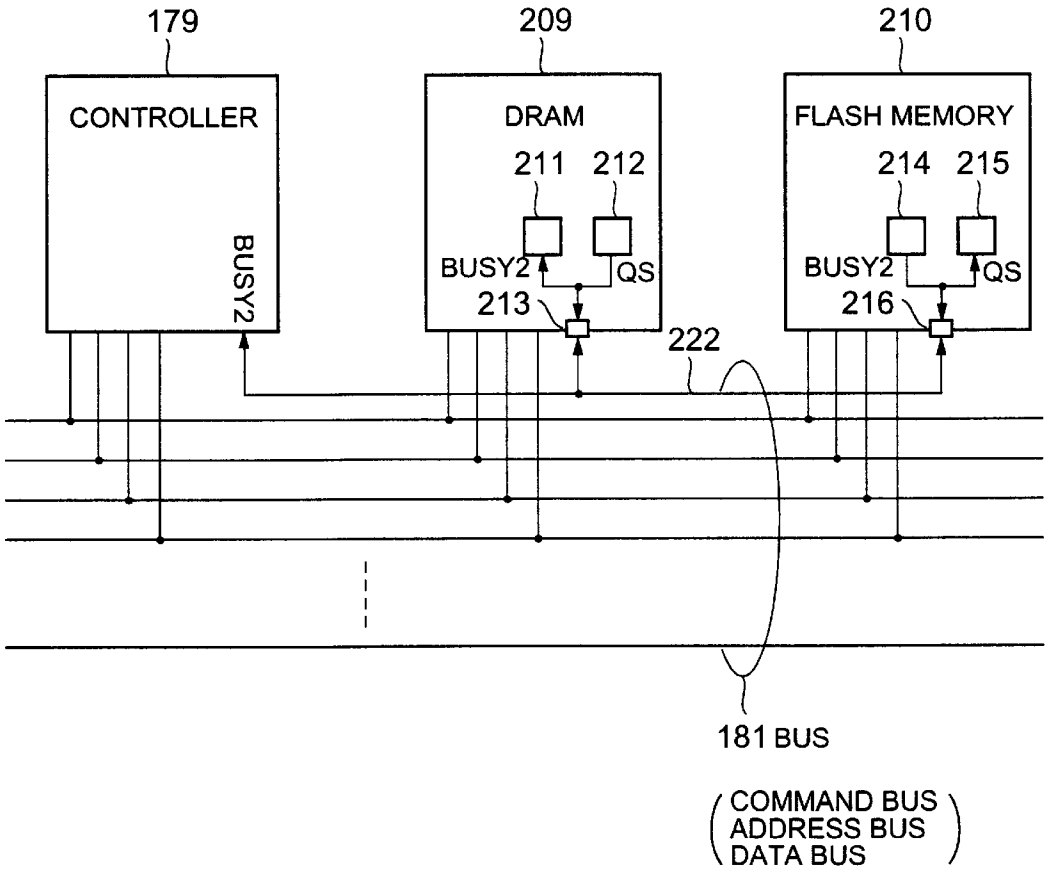 179
209
210
CONTROLLER
DRAM
FLASH MEMORY
211
212
214
215
BUSY2
BUSY2
QS
BUSY2
QS
213
216
222
181 BUS
COMMAND BUS
ADDRESS BUS
DATA BUS